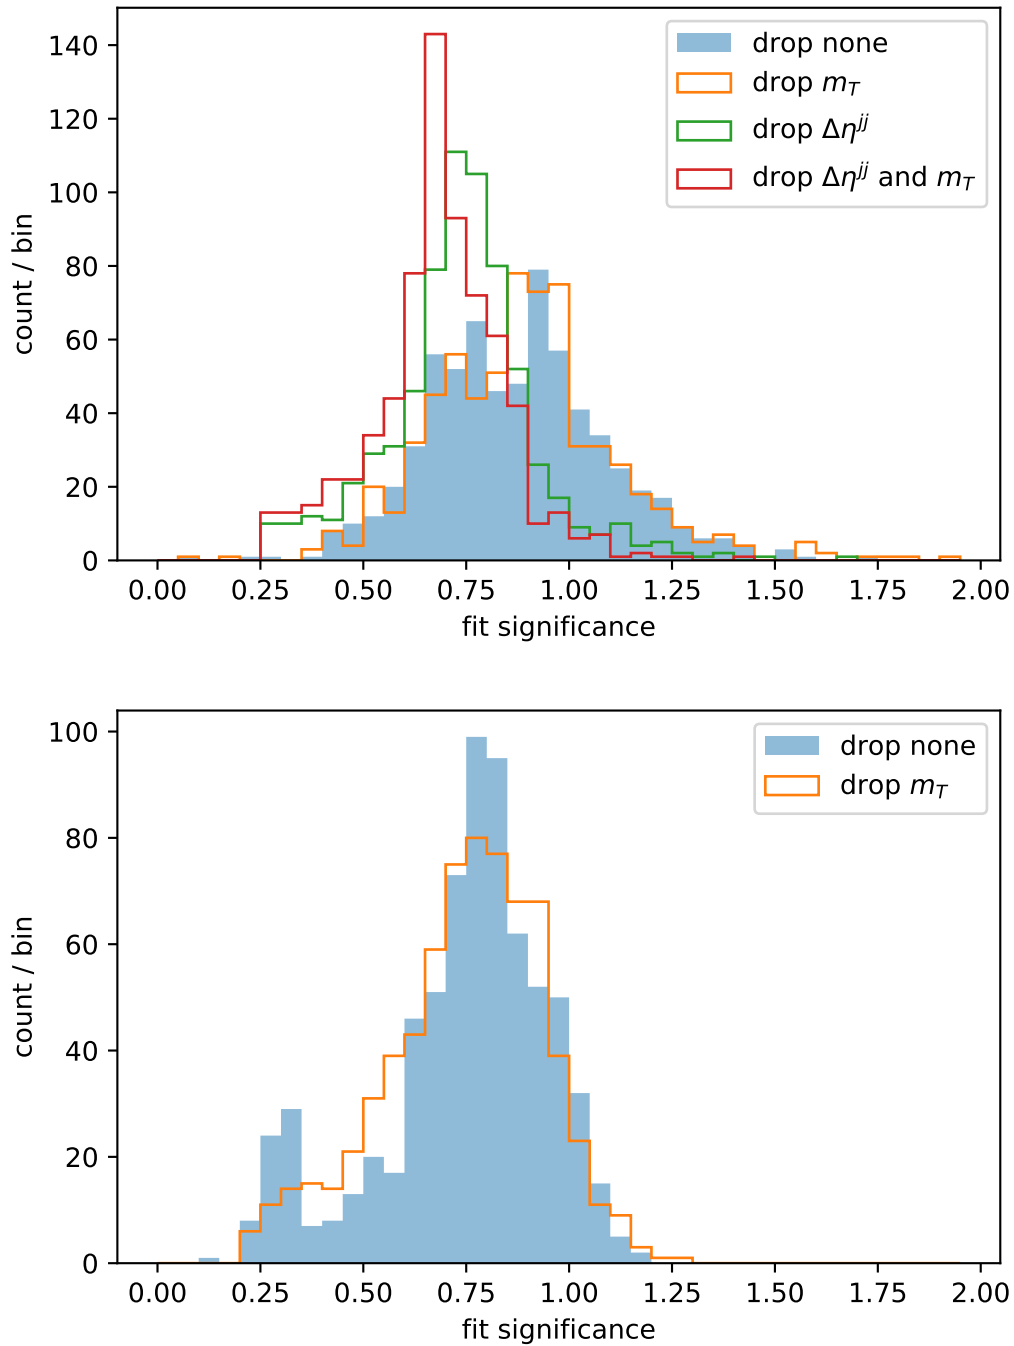 140
120
100
80
60
40
20
0
count / bin
drop none
drop m_T
drop Δη^{jj}
drop Δη^{jj} and m_T
0.00 0.25 0.50 0.75 1.00 1.25 1.50 1.75 2.00
fit significance
100
80
60
40
20
0
count / bin
drop none
drop m_T
0.00 0.25 0.50 0.75 1.00 1.25 1.50 1.75 2.00
fit significance